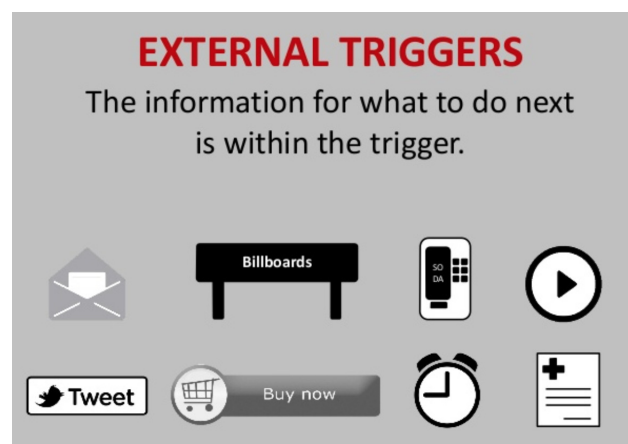 EXTERNAL TRIGGERS
The information for what to do next
is within the trigger.
Billboards
SO
DA
Tweet
Buy now